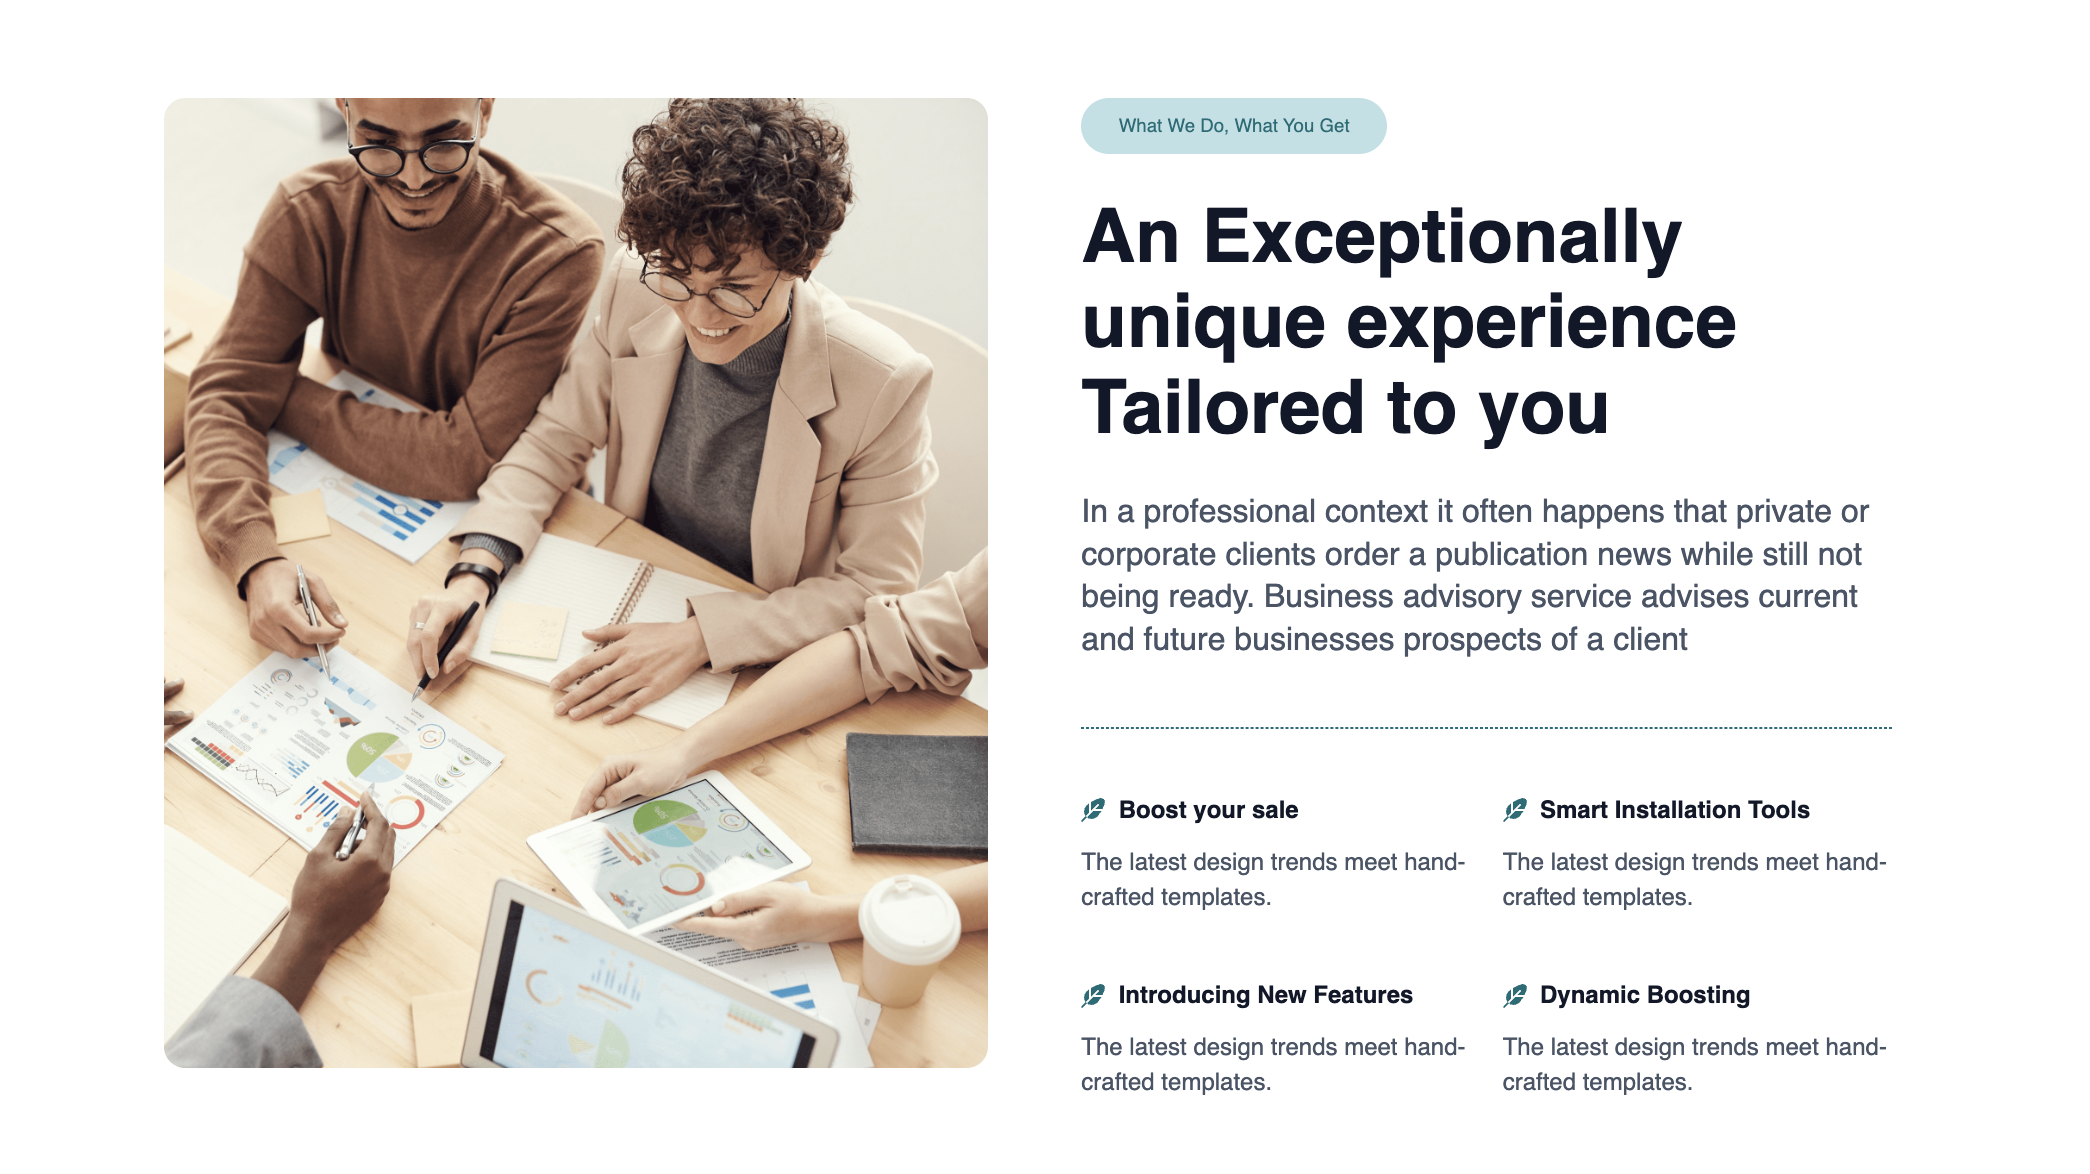 What We Do, What You Get
An Exceptionally
unique experience
Tailored to you
In a professional context it often happens that private or
corporate clients order a publication news while still not
being ready. Business advisory service advises current
and future businesses prospects of a client
Boost your sale
The latest design trends meet hand-
crafted templates.
Smart Installation Tools
The latest design trends meet hand-
crafted templates.
Introducing New Features
The latest design trends meet hand-
crafted templates.
Dynamic Boosting
The latest design trends meet hand-
crafted templates.
50%
50%